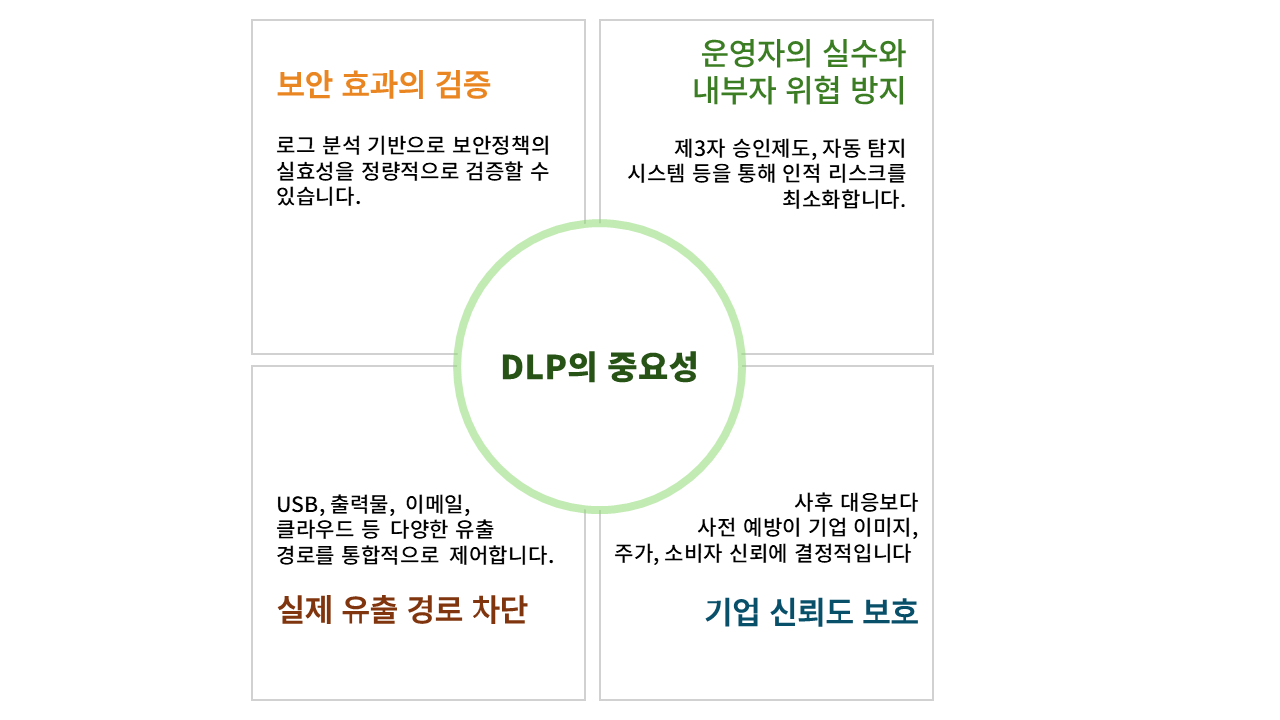 보안 효과의 검증
로그 분석 기반으로 보안정책의
실효성을 정량적으로 검증할 수
있습니다.
운영자의 실수와
내부자 위협 방지
제3자 승인제도, 자동 탐지
시스템 등을 통해 인적 리스크를
최소화합니다.
DLP의 중요성
USB, 출력물, 이메일,
클라우드 등 다양한 유출
경로를 통합적으로 제어합니다.
실제 유출 경로 차단
사후 대응보다
사전 예방이 기업 이미지,
주가, 소비자 신뢰에 결정적입니다
기업 신뢰도 보호